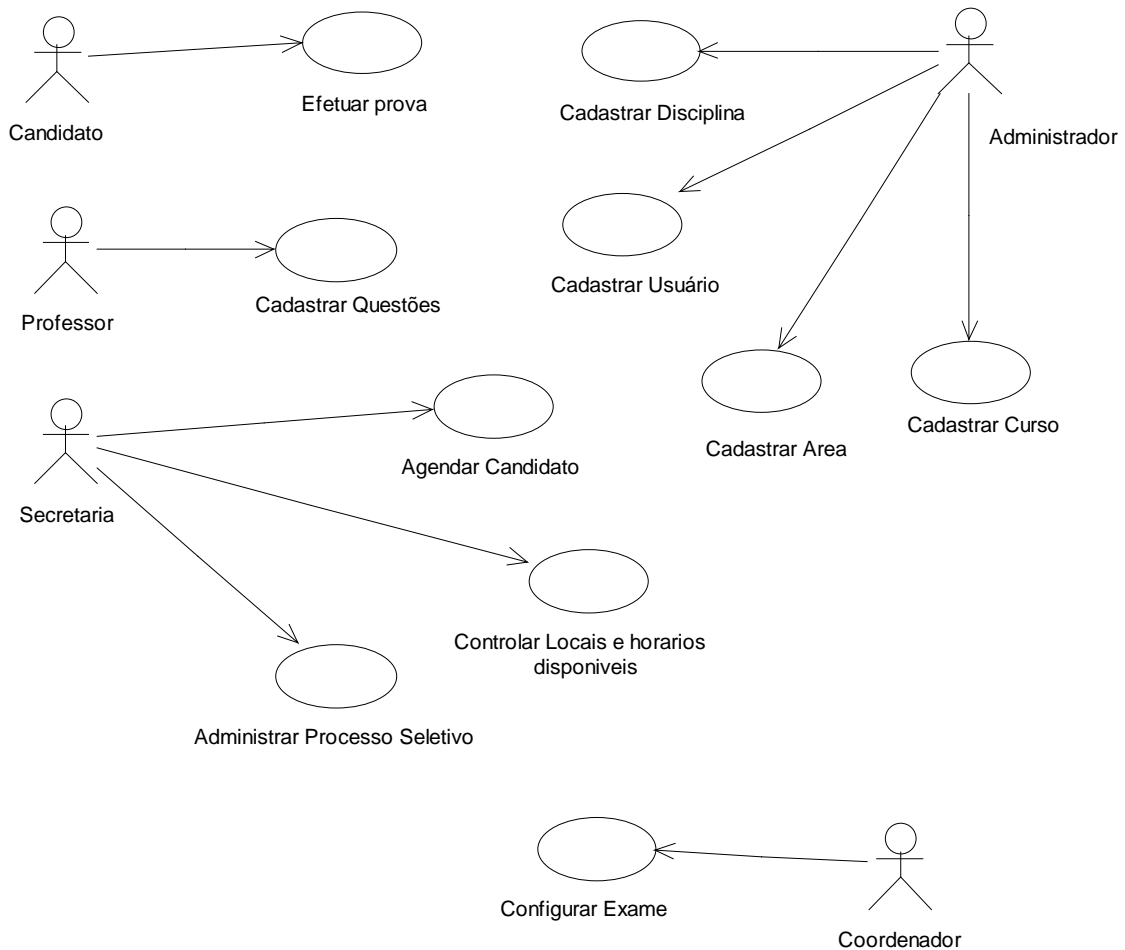 Efetuar prova
Candidato
Cadastrar Disciplina
Administrador
Cadastrar Usuário
Cadastrar Questões
Professor
Cadastrar Area
Cadastrar Curso
Agendar Candidato
Secretaria
Controlar Locais e horarios
disponiveis
Administrar Processo Seletivo
Configurar Exame
Coordenador